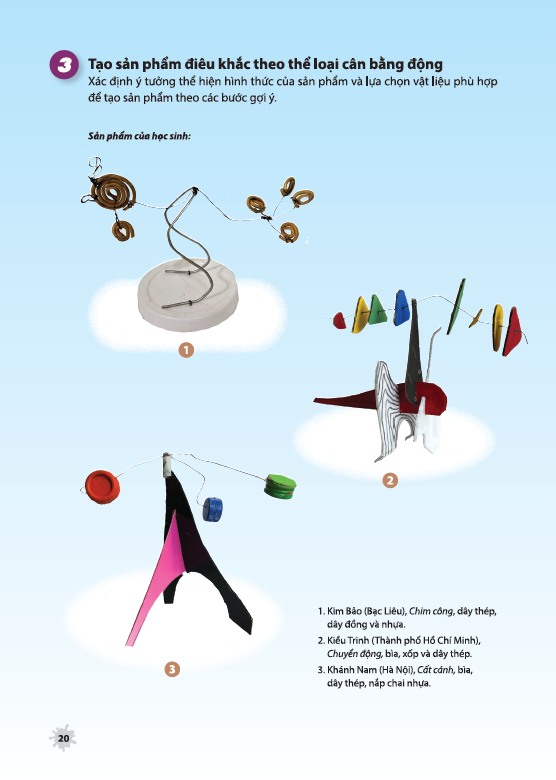 3 Tạo sản phẩm điêu khắc theo thể loại cân bằng động
Xác định ý tưởng thể hiện hình thức của sản phẩm và lựa chọn vật liệu phù hợp
để tạo sản phẩm theo các bước gợi ý.
Sản phẩm của học sinh:
1
2
3
1. Kim Bảo (Bạc Liêu), Chim công, dây thép,
dây đồng và nhựa.
2. Kiều Trinh (Thành phố Hồ Chí Minh),
Chuyển động, bìa, xốp và dây thép.
3. Khánh Nam (Hà Nội), Cất cánh, bìa,
dây thép, nắp chai nhựa.
20